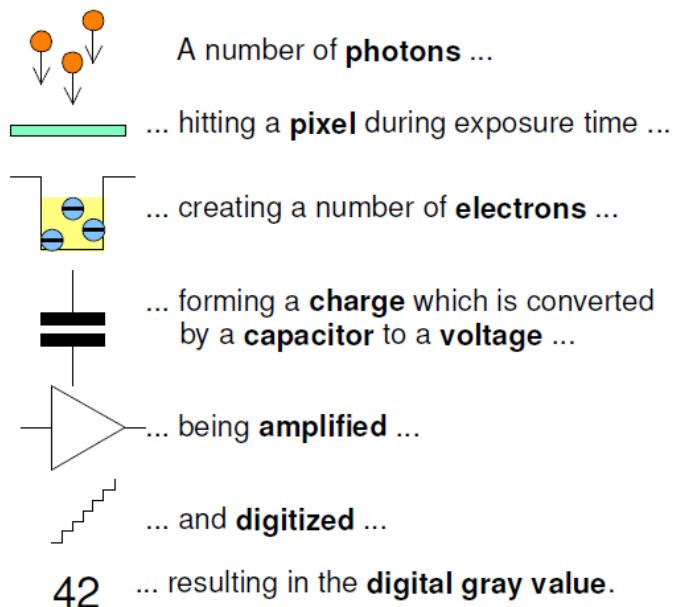 A number of photons ...
... hitting a pixel during exposure time ...
... creating a number of electrons ...
... forming a charge which is converted
by a capacitor to a voltage ...
... being amplified ...
... and digitized ...
42 ... resulting in the digital gray value.